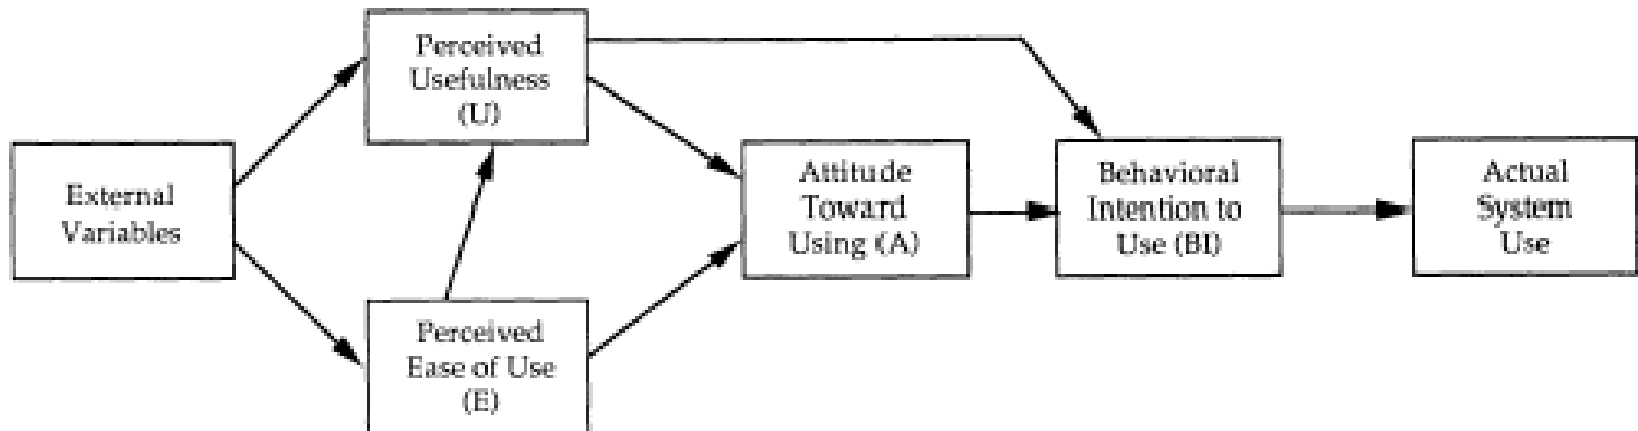 External
Variables
Perceived
Usefulness
(U)
Perceived
Ease of Use
(E)
Attitude
Toward
Using (A)
Behavioral
Intention to
Use (BI)
Actual
System
Use